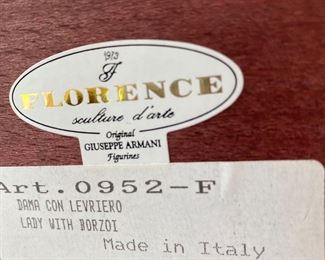 1973
FLORENCE
sculture d'arte
Original
GIUSEPPE ARMANI
Figurines
Art.0952-F
DAMA CON LEVRIERO
LADY WITH BORZOI
Made in Italy